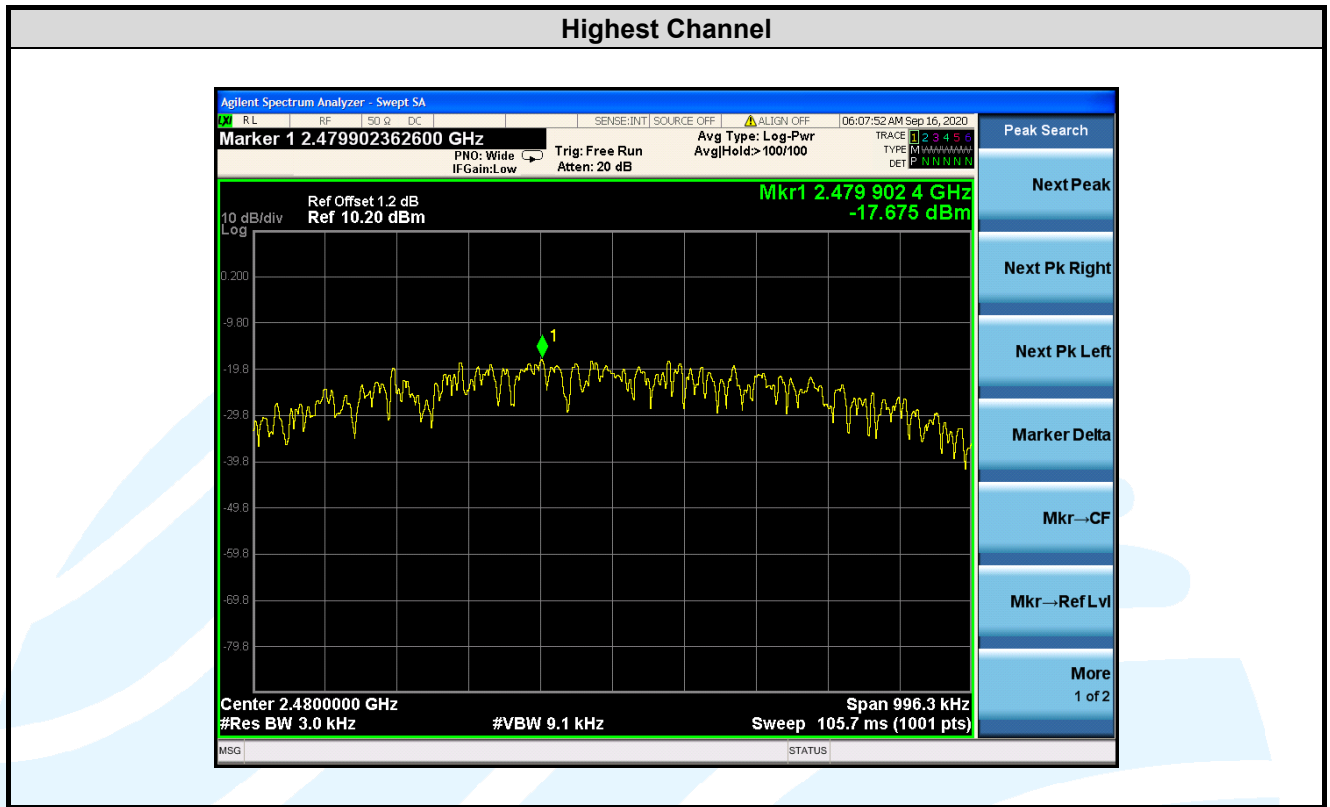 Highest Channel
Agilent Spectrum Analyzer - Swept SA
LXI RL RF 50 Ω DC SENSE:INT SOURCE OFF ALIGN OFF 06:07:52 AM Sep 16, 2020
Marker 1 2.479902362600 GHz
PNO: Wide
IFGain:Low
Trig: Free Run
Atten: 20 dB
Avg Type: Log-Pwr
Avg|Hold:> 100/100
TRACE 1 2 3 4 5 6
TYPE M WWWWW
DET P N N N N N
Ref Offset 1.2 dB
10 dB/div Ref 10.20 dBm
Log
Mkr1 2.479 902 4 GHz
-17.675 dBm
0.200
-9.80
-19.8
-29.8
-39.8
-49.8
-59.8
-69.8
-79.8
1
Center 2.4800000 GHz Span 996.3 kHz
#Res BW 3.0 kHz #VBW 9.1 kHz Sweep 105.7 ms (1001 pts)
MSG STATUS
Peak Search
Next Peak
Next Pk Right
Next Pk Left
Marker Delta
Mkr→CF
Mkr→Ref Lvl
More
1 of 2